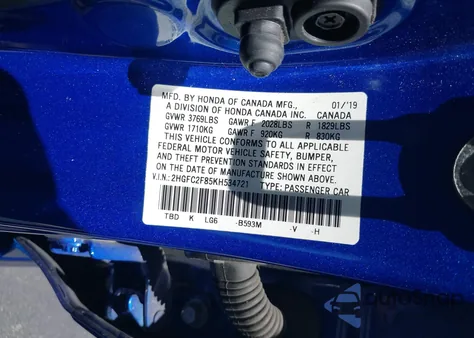 MFD. BY HONDA OF CANADA MFG., 01/'19
A DIVISION OF HONDA CANADA INC. CANADA
GVWR 3769LBS GAWR F 2028LBS R 1829LBS
GVWR 1710KG GAWR F 920KG R 830KG
THIS VEHICLE CONFORMS TO ALL APPLICABLE
FEDERAL MOTOR VEHICLE SAFETY, BUMPER,
AND THEFT PREVENTION STANDARDS IN EFFECT
ON THE DATE OF MANUFACTURE SHOWN ABOVE.
V.I.N.: 2HGFC2F85KH534721 TYPE: PASSENGER CAR
TBD K LG6 -B593M -V -H
AutoShop